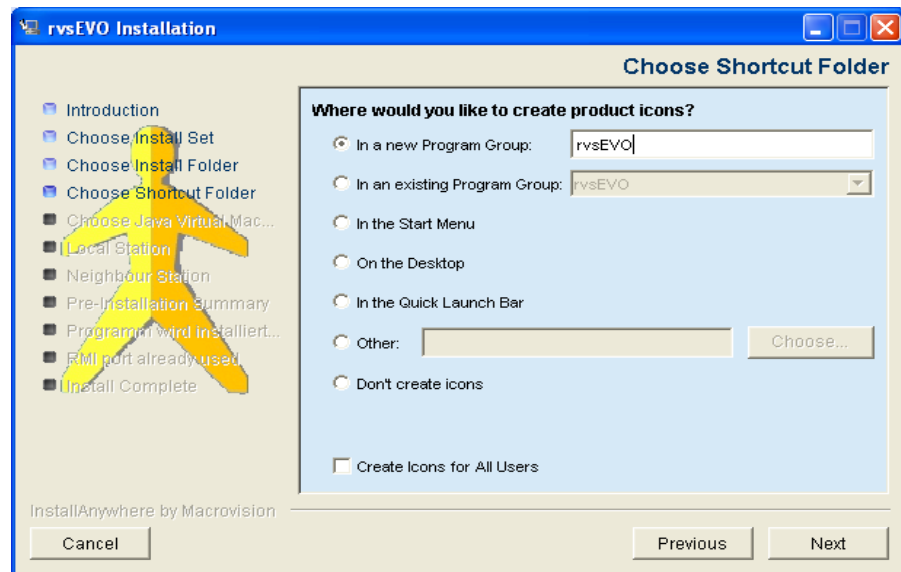 rvsEVO Installation
Choose Shortcut Folder
Introduction
Choose Install Set
Choose Install Folder
Choose Shortcut Folder
Choose Java Virtual Mac...
Local Station
Neighbour Station
Pre-Installation Summary
Programm wird installiert...
RMI port already used
Install Complete
Where would you like to create product icons?
In a new Program Group: rvsEVO
In an existing Program Group: rvsEVO
In the Start Menu
On the Desktop
In the Quick Launch Bar
Other: Choose...
Don't create icons
Create Icons for All Users
InstallAnywhere by Macrovision
Cancel Previous Next